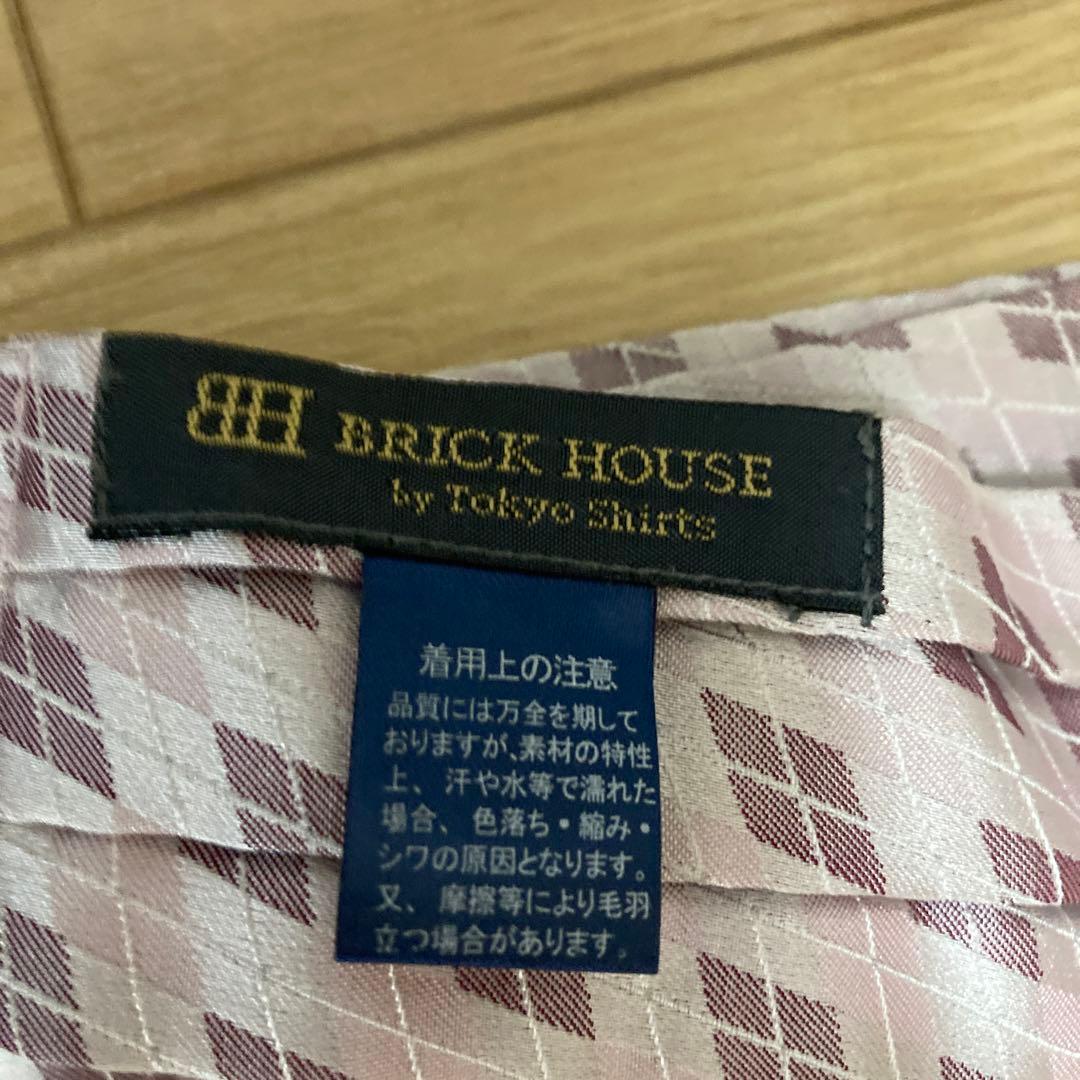 BH BRICK HOUSE
by Tokyo Shirts
着用上の注意
品質には万全を期して
おりますが、素材の特性
上、汗や水等で濡れた
場合、色落ち・縮み・
シワの原因となります。
又、摩擦等により毛羽
立つ場合があります。